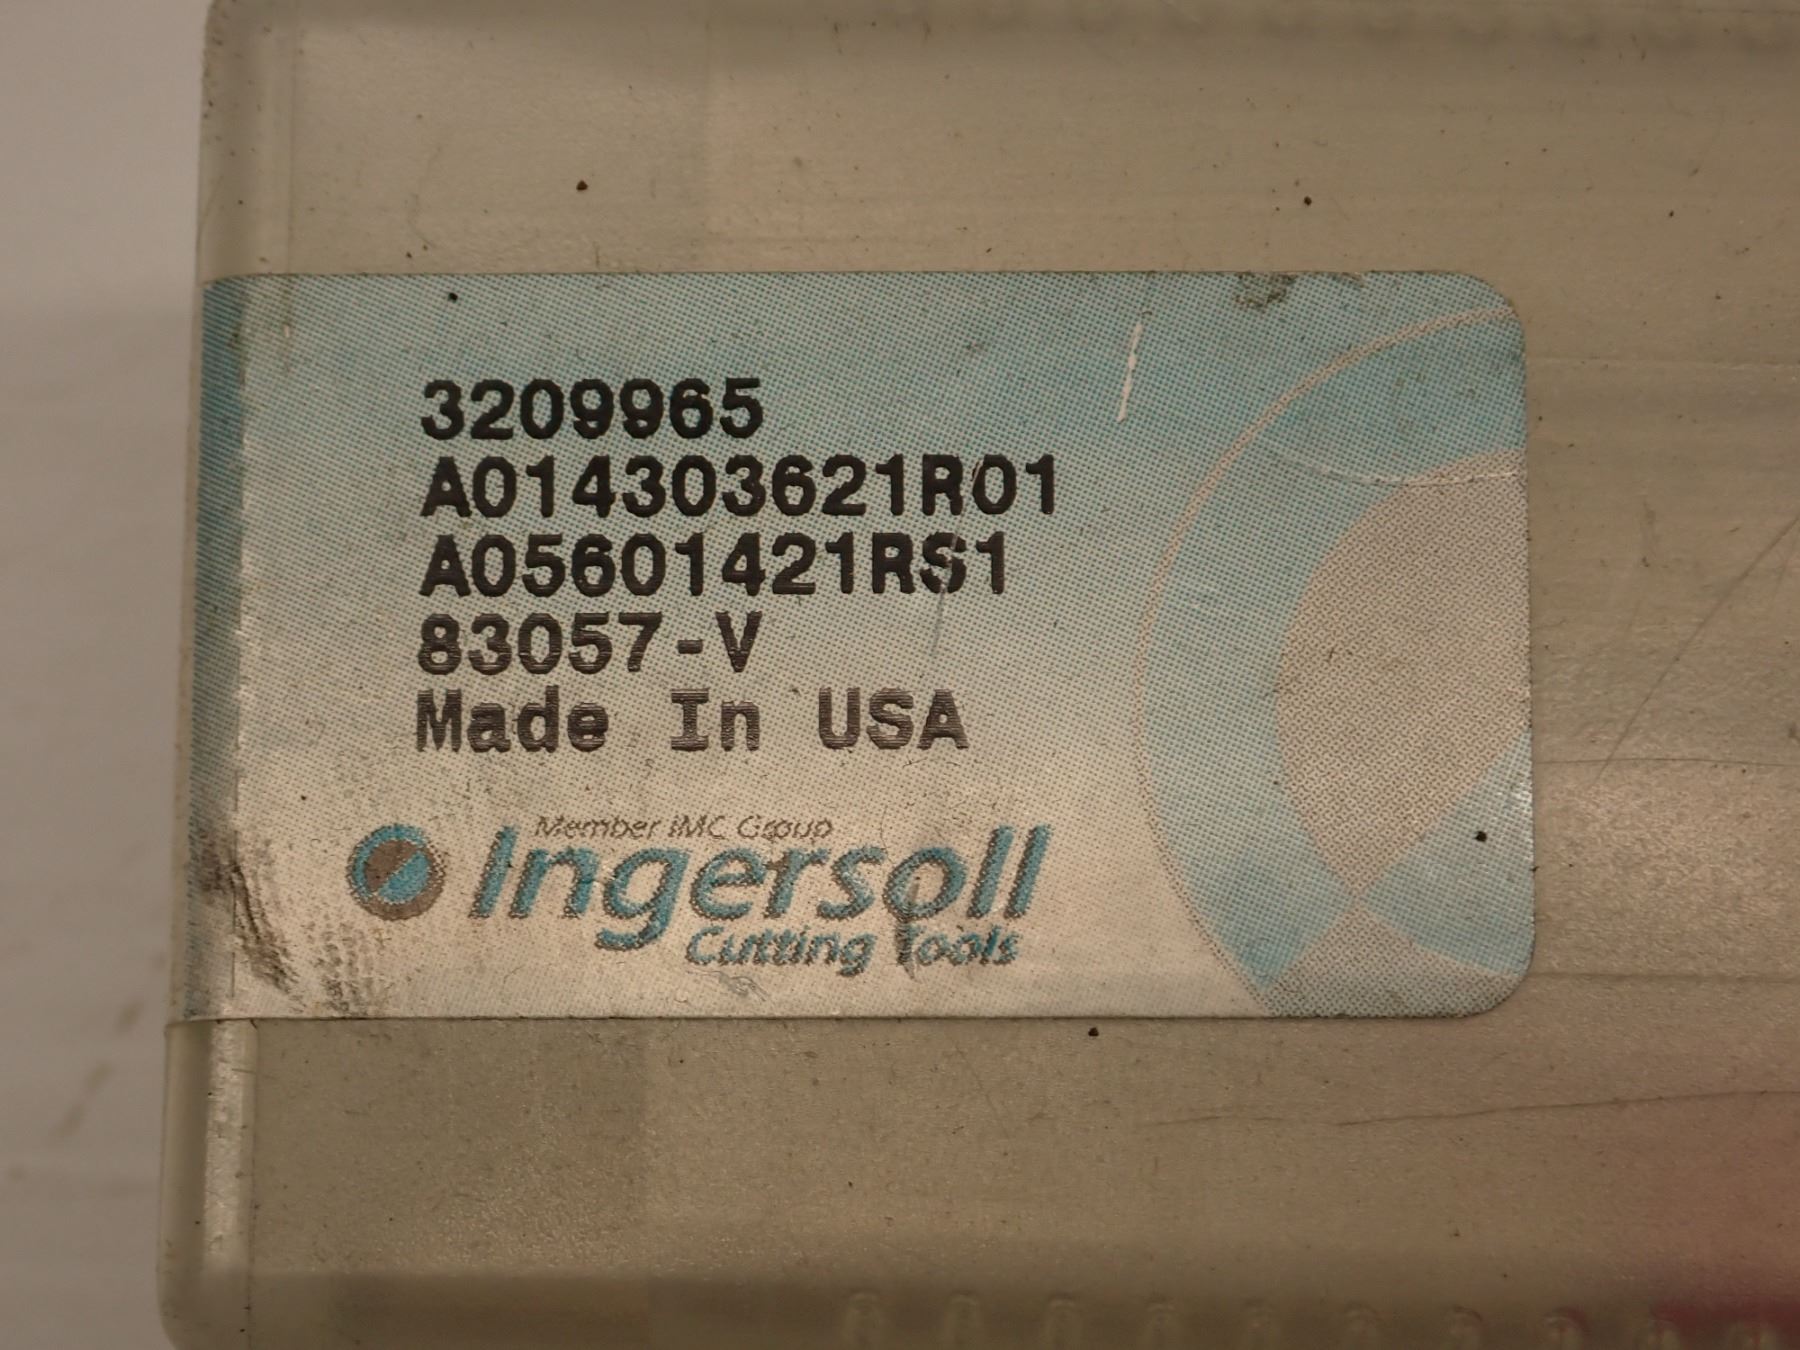 3209965
A014303621R01
A05601421RS1
83057-V
Made In USA
Member IMC Group
Ingersoll
Cutting Tools